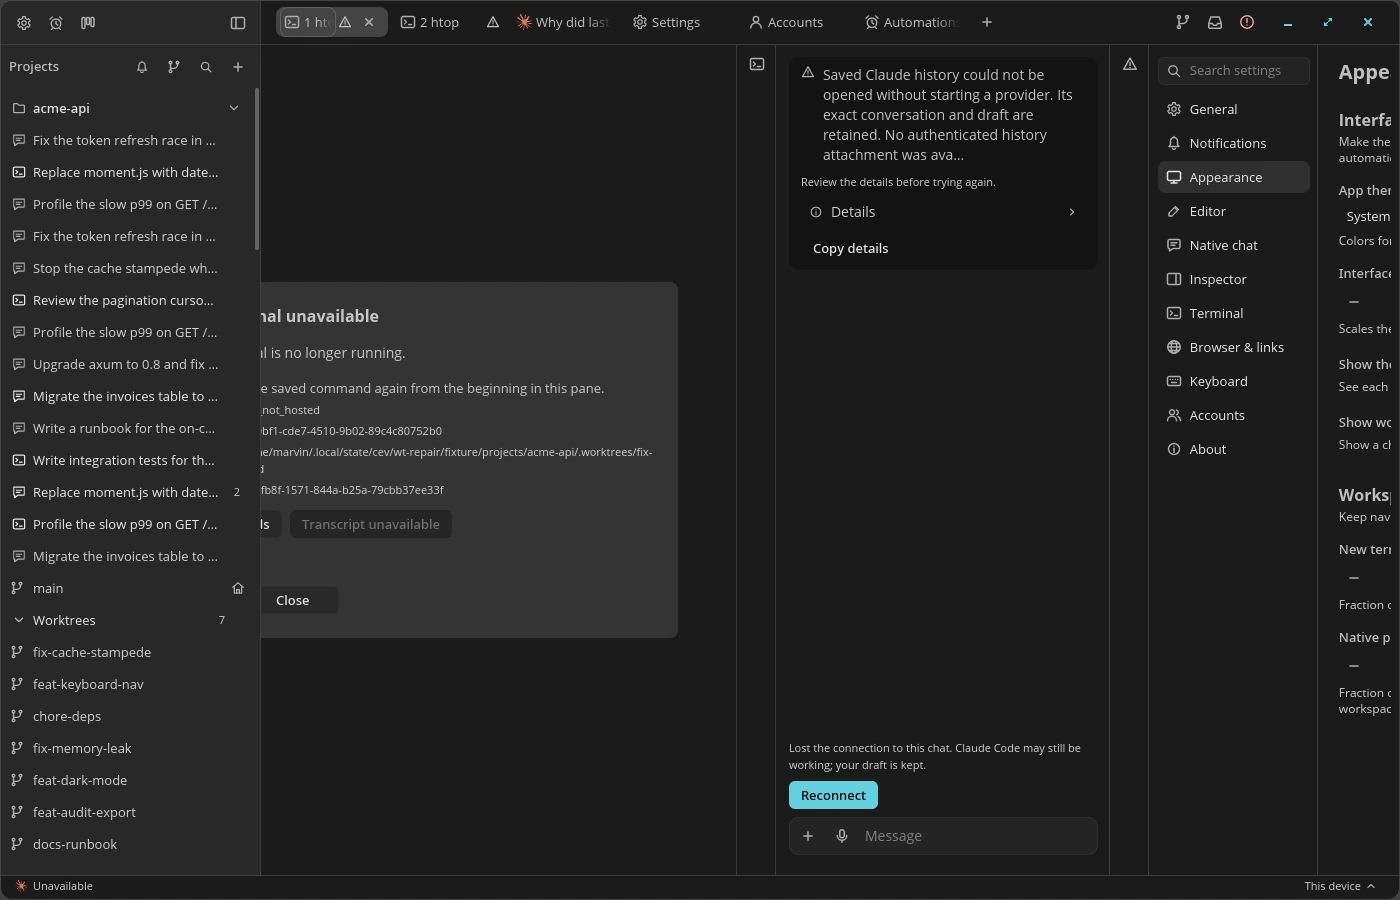 1 htc
2 htop
Why did last
Settings
Accounts
Automation
Projects
acme-api
Fix the token refresh race in ...
Replace moment.js with date...
Profile the slow p99 on GET /...
Fix the token refresh race in ...
Stop the cache stampede wh...
Review the pagination curso...
Profile the slow p99 on GET /...
Upgrade axum to 0.8 and fix ...
Migrate the invoices table to ...
Write a runbook for the on-c...
Write integration tests for th...
Replace moment.js with date...
2
Profile the slow p99 on GET /...
Migrate the invoices table to ...
main
Worktrees
7
fix-cache-stampede
feat-keyboard-nav
chore-deps
fix-memory-leak
feat-dark-mode
feat-audit-export
docs-runbook
nal unavailable
al is no longer running.
e saved command again from the beginning in this pane.
_not_hosted
bf1-cde7-4510-9b02-89c4c80752b0
ne/marvin/.local/state/cev/wt-repair/fixture/projects/acme-api/.worktrees/fix-
d
fb8f-1571-844a-b25a-79cbb37ee33f
ls
Transcript unavailable
Close
Saved Claude history could not be
opened without starting a provider. Its
exact conversation and draft are
retained. No authenticated history
attachment was ava...
Review the details before trying again.
Details
Copy details
Lost the connection to this chat. Claude Code may still be
working; your draft is kept.
Reconnect
Message
Search settings
General
Notifications
Appearance
Editor
Native chat
Inspector
Terminal
Browser & links
Keyboard
Accounts
About
Appe
Interfa
Make the
automatic
App then
System
Colors for
Interface
Scales the
Show the
See each
Show wo
Show a ch
Worksp
Keep nav
New tern
Fraction o
Native p
Fraction o
workspac
Unavailable
This device